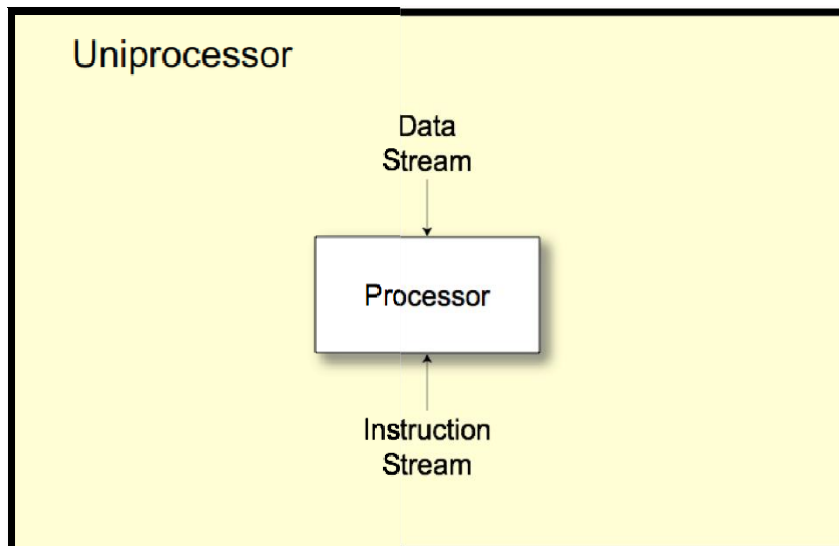 Uniprocessor
Data
Stream
Processor
Instruction
Stream